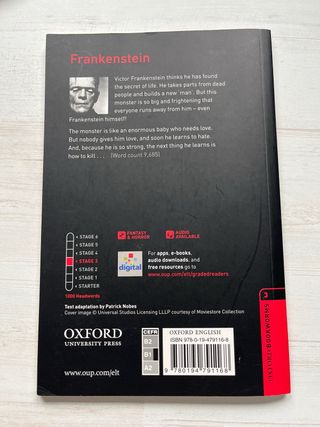 Frankenstein
Victor Frankenstein thinks he has found
the secret of life. He takes parts from dead
people and builds a new 'man'. But this
monster is so big and frightening that
everyone runs away from him – even
Frankenstein himself!
The monster is like an enormous baby who needs love.
But nobody gives him love, and soon he learns to hate.
And, because he is so strong, the next thing he learns is
how to kill . . . [Word count 9,685]
< STAGE 6
< STAGE 5
< STAGE 4
< STAGE 3
< STAGE 2
< STAGE 1
< STARTER
1000 Headwords
FANTASY
& HORROR
AUDIO
AVAILABLE
digital
For apps, e-books,
audio downloads, and
free resources go to
www.oup.com/elt/gradedreaders
Text adaptation by Patrick Nobes
Cover image © Universal Studios Licensing LLLP courtesy of Moviestore Collection
OXFORD
UNIVERSITY PRESS
www.oup.com/elt
CEFR
B2
B1
A2
OXFORD ENGLISH
ISBN 978-0-19-479116-8
9 780194 791168
3
OXFORD BOOKWORMS